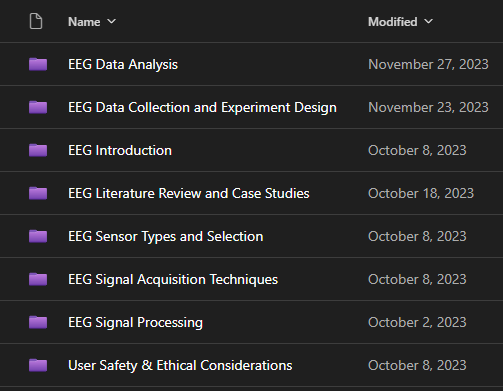 Name Modified
EEG Data Analysis November 27, 2023
EEG Data Collection and Experiment Design November 23, 2023
EEG Introduction October 8, 2023
EEG Literature Review and Case Studies October 18, 2023
EEG Sensor Types and Selection October 8, 2023
EEG Signal Acquisition Techniques October 8, 2023
EEG Signal Processing October 2, 2023
User Safety & Ethical Considerations October 8, 2023